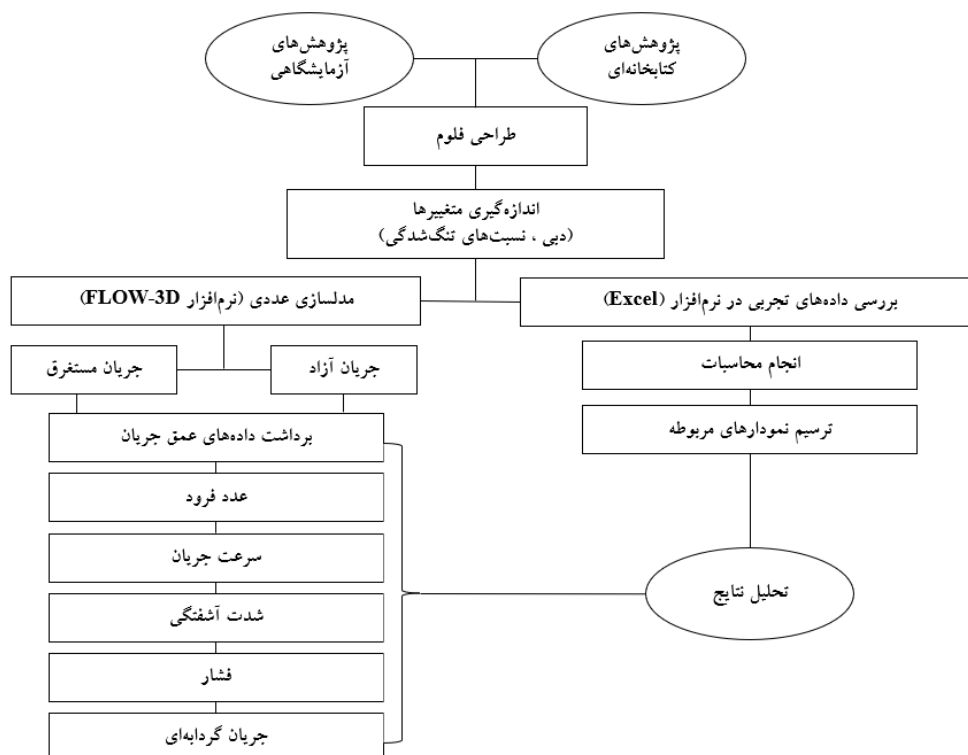 پژوهش‌های
کتابخانه‌ای
پژوهش‌های
آزمایشگاهی
طراحی فلوم
اندازه‌گیری متغییرها
(دبی ، نسبت‌های تنگ‌شدگی)
بررسی داده‌های تجربی در نرم‌افزار (Excel)
مدلسازی عددی (نرم‌افزار FLOW-3D)
انجام محاسبات
جریان آزاد
جریان مستغرق
ترسیم نمودارهای مربوطه
برداشت داده‌های عمق جریان
عدد فرود
سرعت جریان
تحلیل نتایج
شدت آشفتگی
فشار
جریان گردابه‌ای